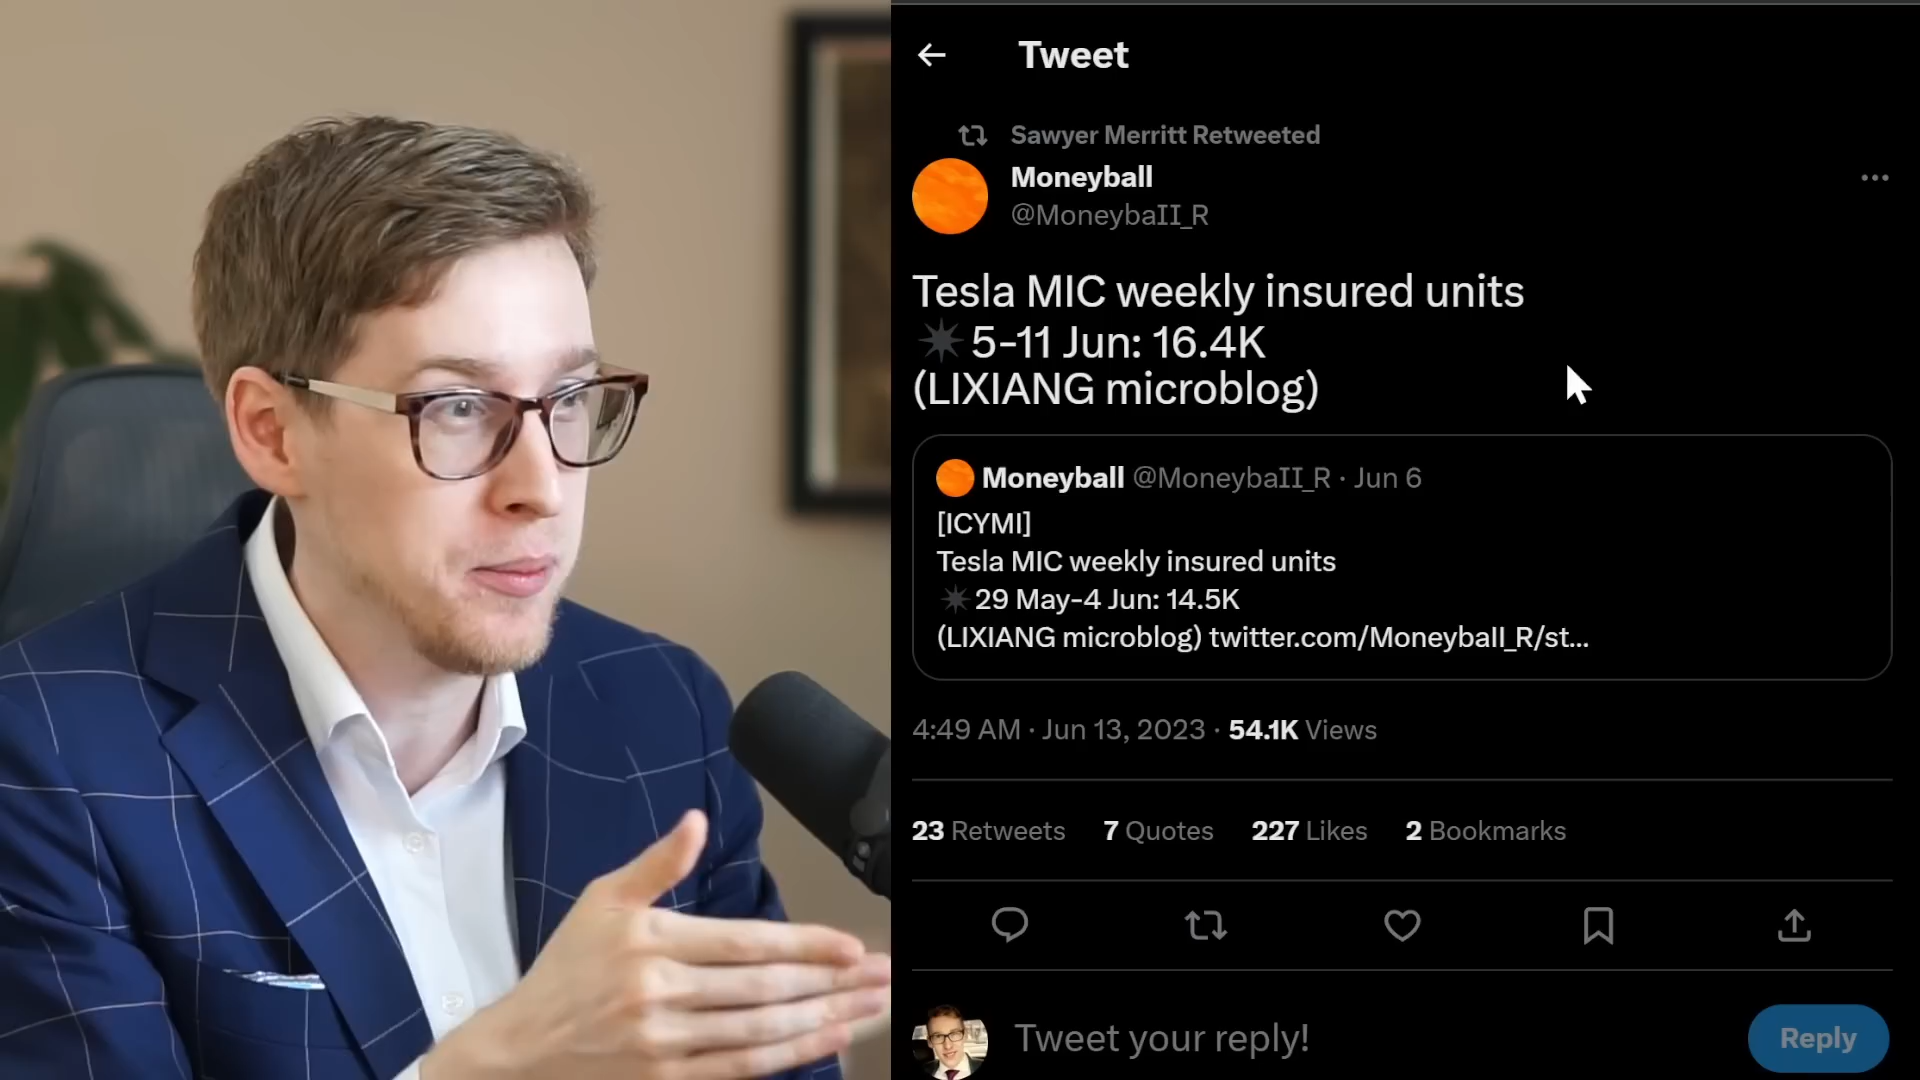 Tweet
Sawyer Merritt Retweeted
Moneyball
@MoneybaII_R
Tesla MIC weekly insured units
✴5-11 Jun: 16.4K
(LIXIANG microblog)
Moneyball @MoneybaII_R · Jun 6
[ICYMI]
Tesla MIC weekly insured units
✴29 May-4 Jun: 14.5K
(LIXIANG microblog) twitter.com/MoneybaII_R/st...
4:49 AM · Jun 13, 2023 · 54.1K Views
23 Retweets 7 Quotes 227 Likes 2 Bookmarks
Tweet your reply!
Reply